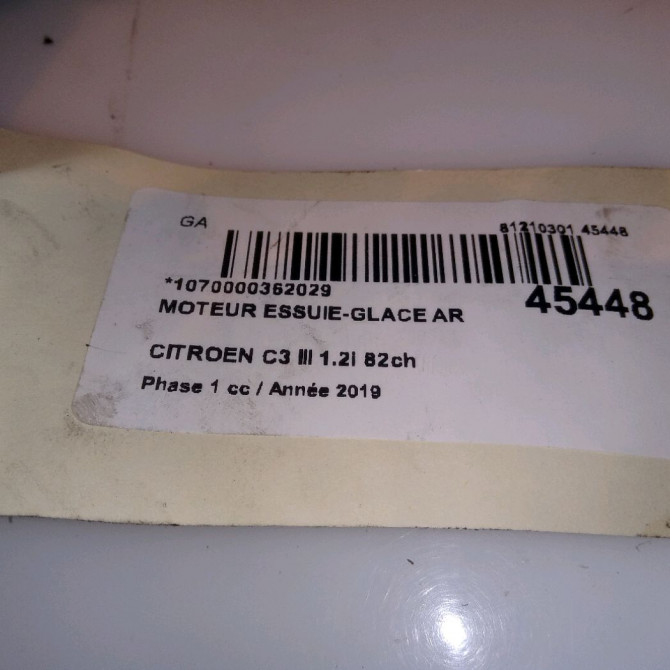 GA
81210301 45448
*1070000362029
45448
MOTEUR ESSUIE-GLACE AR
CITROEN C3 III 1.2i 82ch
Phase 1 cc / Année 2019